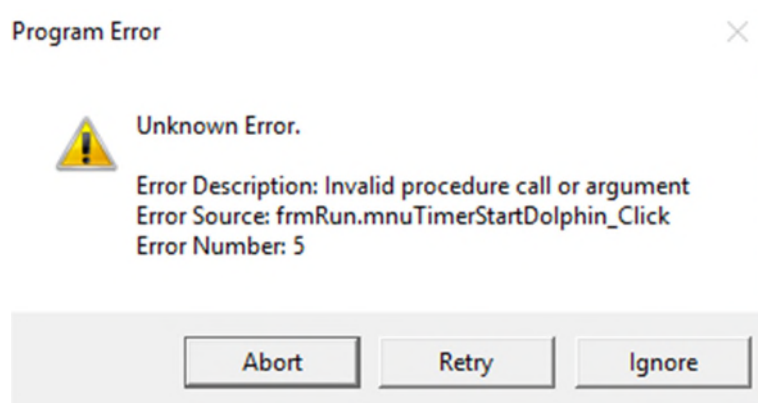 Program Error
Unknown Error.
Error Description: Invalid procedure call or argument
Error Source: frmRun.mnuTimerStartDolphin_Click
Error Number: 5
Abort Retry Ignore